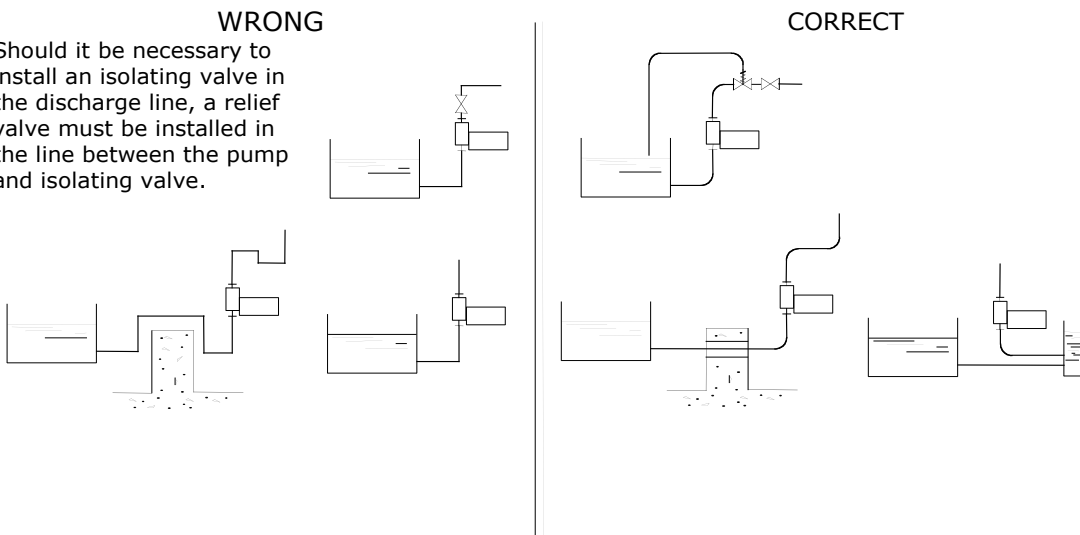 WRONG
Should it be necessary to
install an isolating valve in
the discharge line, a relief
valve must be installed in
the line between the pump
and isolating valve.
CORRECT